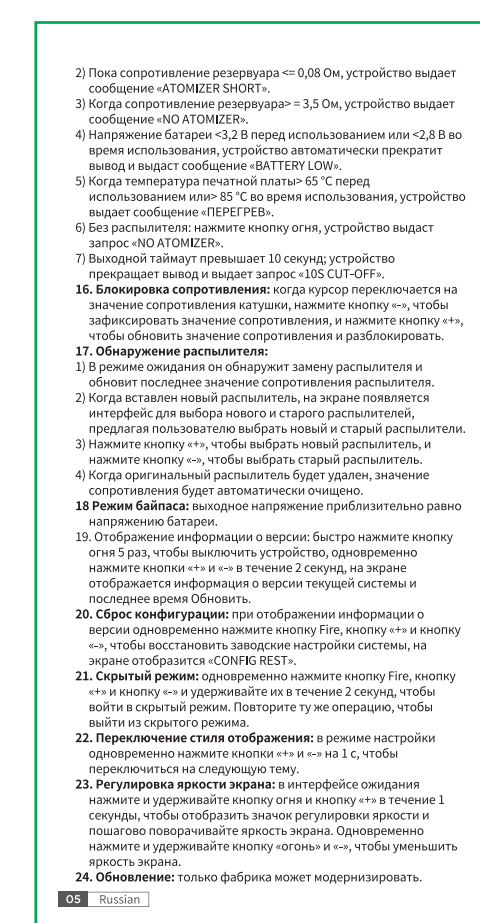 2) Пока сопротивление резервуара <= 0,08 Ом, устройство выдает
сообщение «ATOMIZER SHORT».
3) Когда сопротивление резервуара> = 3,5 Ом, устройство выдает
сообщение «NO ATOMIZER».
4) Напряжение батареи <3,2 В перед использованием или <2,8 В во
время использования, устройство автоматически прекратит
вывод и выдаст сообщение «BATTERY LOW».
5) Когда температура печатной платы> 65 °C перед
использованием или> 85 °C во время использования, устройство
выдает сообщение «ПЕРЕГРЕВ».
6) Без распылителя: нажмите кнопку огня, устройство выдаст
запрос «NO ATOMIZER».
7) Выходной таймаут превышает 10 секунд; устройство
прекращает вывод и выдает запрос «10S CUT-OFF».
16. Блокировка сопротивления: когда курсор переключается на
значение сопротивления катушки, нажмите кнопку «-», чтобы
зафиксировать значение сопротивления, и нажмите кнопку «+»,
чтобы обновить значение сопротивления и разблокировать.
17. Обнаружение распылителя:
1) В режиме ожидания он обнаружит замену распылителя и
обновит последнее значение сопротивления распылителя.
2) Когда вставлен новый распылитель, на экране появляется
интерфейс для выбора нового и старого распылителей,
предлагая пользователю выбрать новый и старый распылители.
3) Нажмите кнопку «+», чтобы выбрать новый распылитель, и
нажмите кнопку «-», чтобы выбрать старый распылитель.
4) Когда оригинальный распылитель будет удален, значение
сопротивления будет автоматически очищено.
18 Режим байпаса: выходное напряжение приблизительно равно
напряжению батареи.
19. Отображение информации о версии: быстро нажмите кнопку
огня 5 раз, чтобы выключить устройство, одновременно
нажмите кнопки «+» и «-» в течение 2 секунд, на экране
отображается информация о версии текущей системы и
последнее время Обновить.
20. Сброс конфигурации: при отображении информации о
версии одновременно нажмите кнопку Fire, кнопку «+» и кнопку
«-», чтобы восстановить заводские настройки системы, на
экране отобразится «CONFIG REST».
21. Скрытый режим: одновременно нажмите кнопку Fire, кнопку
«+» и кнопку «-» и удерживайте их в течение 2 секунд, чтобы
войти в скрытый режим. Повторите ту же операцию, чтобы
выйти из скрытого режима.
22. Переключение стиля отображения: в режиме настройки
одновременно нажмите кнопки «+» и «-» на 1 с, чтобы
переключиться на следующую тему.
23. Регулировка яркости экрана: в интерфейсе ожидания
нажмите и удерживайте кнопку огня и кнопку «+» в течение 1
секунды, чтобы отобразить значок регулировки яркости и
пошагово поворачивайте яркость экрана. Одновременно
нажмите и удерживайте кнопку «огонь» и «-», чтобы уменьшить
яркость экрана.
24. Обновление: только фабрика может модернизировать.
05 Russian